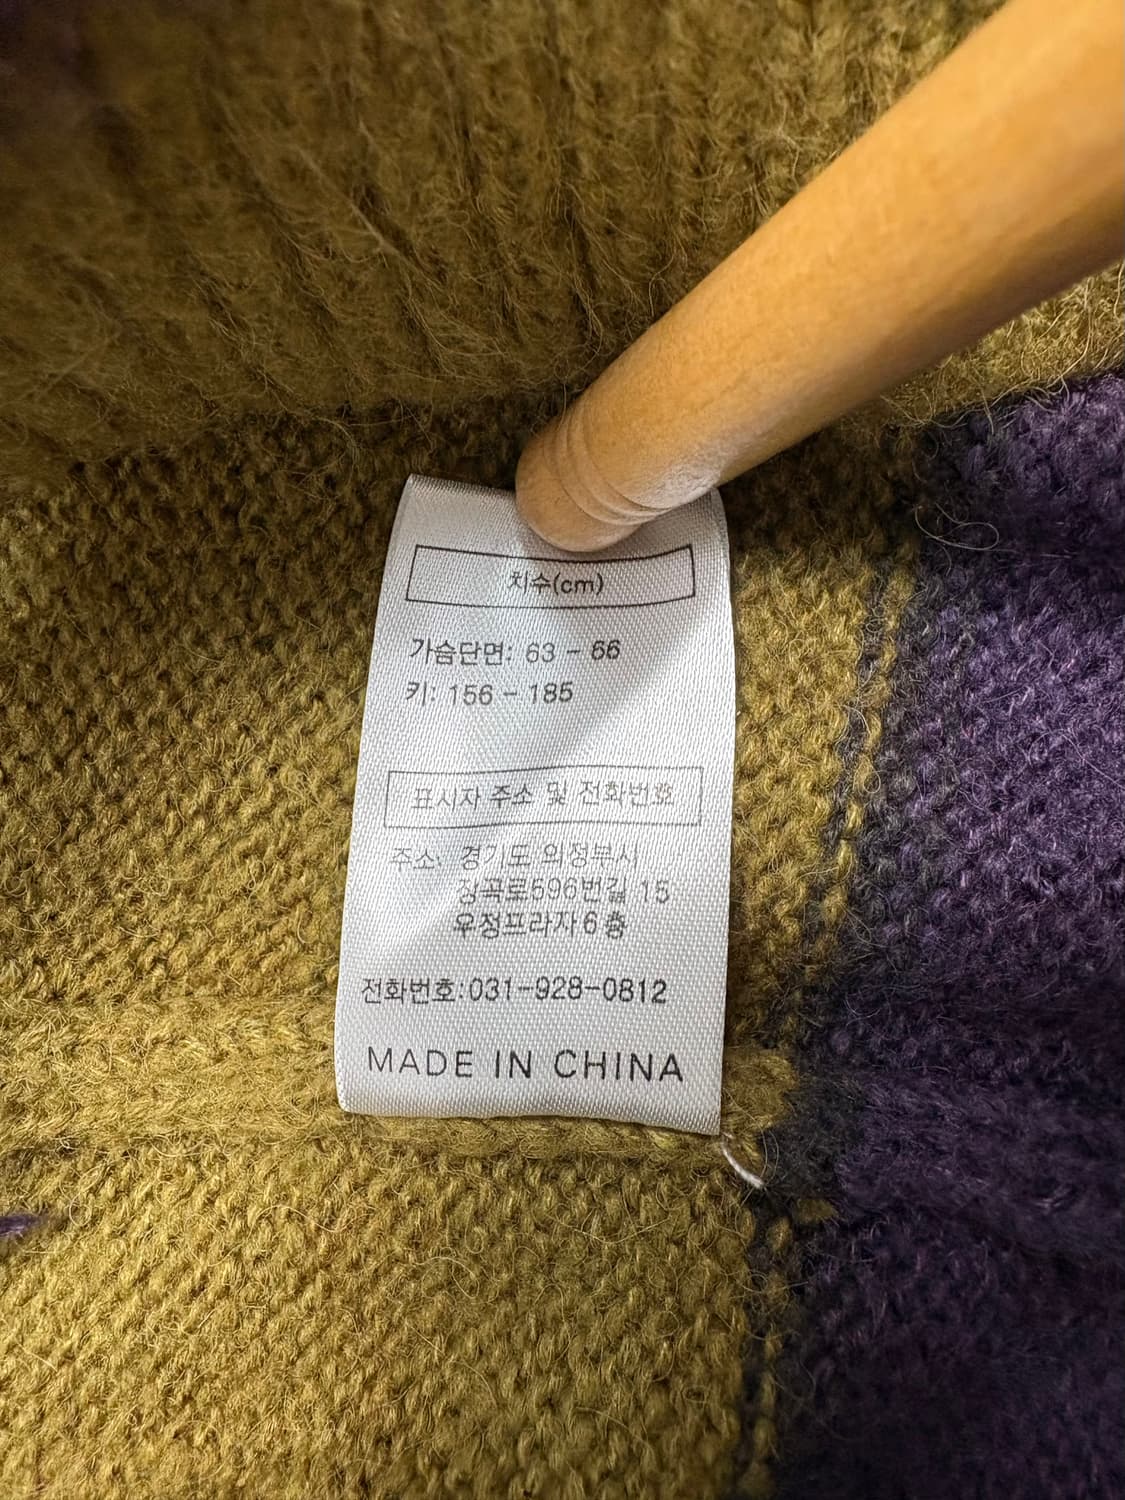 치수(cm)
가슴단면: 63 - 66
키: 156 - 185
표시자 주소 및 전화번호
주소: 경기도 의정부시
장곡로596번길 15
우정프라자 6층
전화번호:031-928-0812
MADE IN CHINA